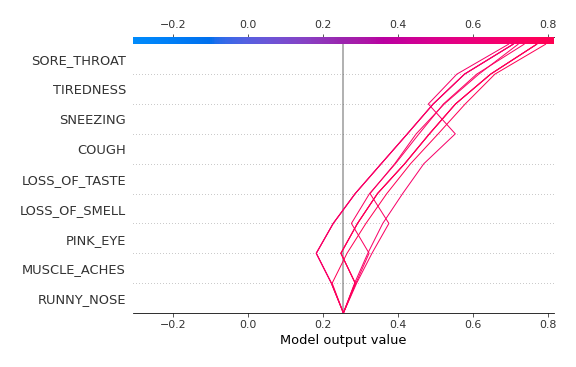 −0.2 0.0 0.2 0.4 0.6 0.8
SORE_THROAT
TIREDNESS
SNEEZING
COUGH
LOSS_OF_TASTE
LOSS_OF_SMELL
PINK_EYE
MUSCLE_ACHES
RUNNY_NOSE
−0.2 0.0 0.2 0.4 0.6 0.8
Model output value